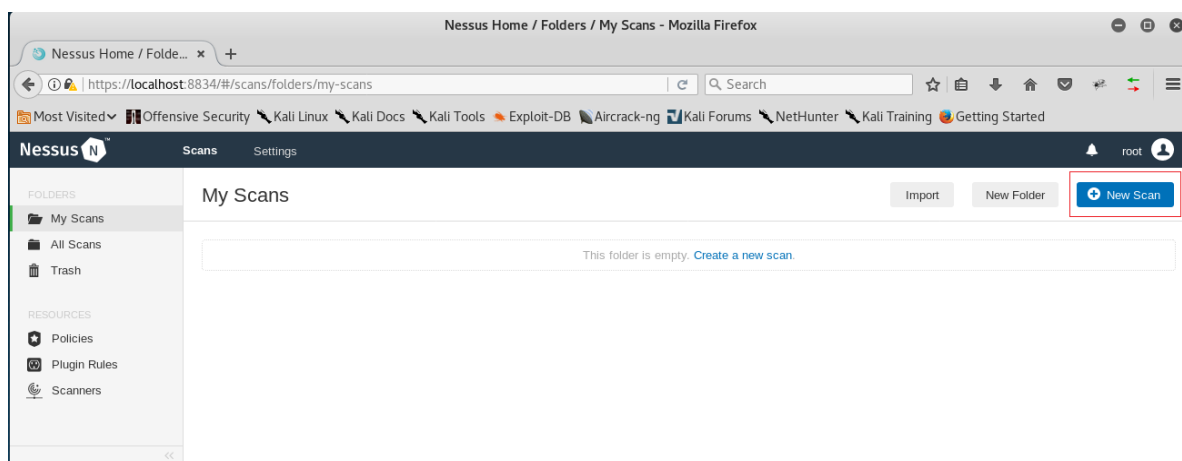 Nessus Home / Folders / My Scans - Mozilla Firefox
Nessus Home / Folde...
https://localhost:8834/#/scans/folders/my-scans
Search
Most Visited Offensive Security Kali Linux Kali Docs Kali Tools Exploit-DB Aircrack-ng Kali Forums NetHunter Kali Training Getting Started
Nessus N Scans Settings root
FOLDERS
My Scans
All Scans
Trash
RESOURCES
Policies
Plugin Rules
Scanners
My Scans
Import New Folder New Scan
This folder is empty. Create a new scan.